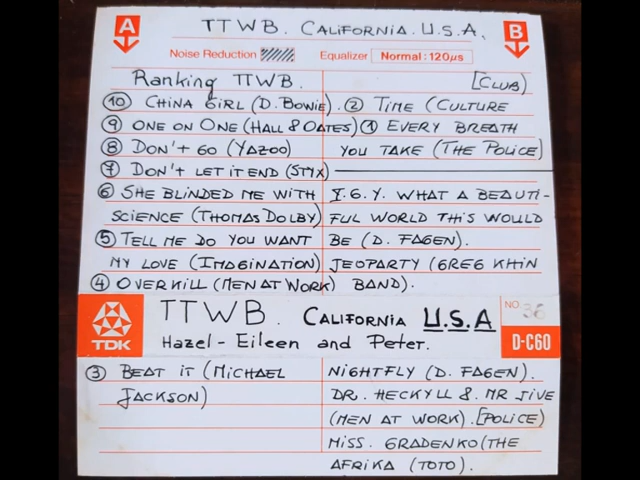 A
TTWB. CALIFORNIA. U.S.A.
B
Noise Reduction
Equalizer Normal: 120μs
Ranking TTWB.
⑩ CHINA GIRL (D. BOWIE).
⑨ ONE ON ONE (HALL & OATES)
⑧ DON'T GO (YAZOO)
⑦ DON'T LET IT END (STYX)
⑥ SHE BLINDED ME WITH
SCIENCE (THOMAS DOLBY)
⑤ TELL ME DO YOU WANT
MY LOVE (IMAGINATION)
④ OVERKILL (MEN AT WORK)
[CLUB)
② TIME (CULTURE
① EVERY BREATH
YOU TAKE (THE POLICE)
I.G.Y. WHAT A BEAUTI-
FUL WORLD THIS WOULD
BE (D. FAGEN).
JEOPARTY (GREG KHIN
BAND).
TDK
TTWB. CALIFORNIA U.S.A
Hazel - Eileen and Peter.
NO. 36
D-C60
③ BEAT IT (MICHAEL
JACKSON)
NIGHTFLY (D. FAGEN).
DR. HECKYLL & MR JIVE
(MEN AT WORK). [POLICE)
MISS. GRADENKO (THE
AFRIKA (TOTO).